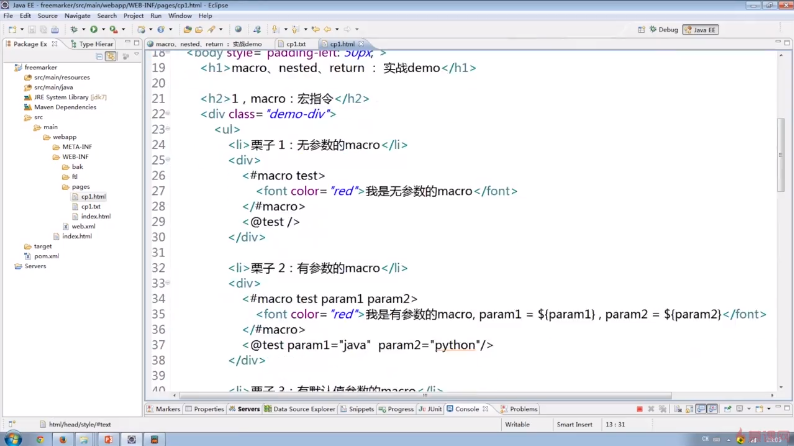 Java EE - freemarker/src/main/webapp/WEB-INF/pages/cp1.html - Eclipse
File Edit Source Navigate Search Project Run Window Help
Debug Java EE
Package Ex Type Hierar
macro、nested、return ：实战demo cp1.txt cp1.html
freemarker
src/main/resources
src/main/java
JRE System Library [jdk7]
Maven Dependencies
src
main
webapp
META-INF
WEB-INF
bak
ftl
pages
cp1.html
cp1.txt
index.html
web.xml
index.html
target
pom.xml
Servers
18 <body style="padding-left: 50px;">
19 <h1>macro、nested、return ： 实战demo</h1>
20
21 <h2>1，macro：宏指令</h2>
22 <div class="demo-div">
23 <ul>
24 <li>栗子 1：无参数的macro</li>
25 <div>
26 <#macro test>
27 <font color="red">我是无参数的macro</font>
28 </#macro>
29 <@test />
30 </div>
31
32 <li>栗子 2：有参数的macro</li>
33 <div>
34 <#macro test param1 param2>
35 <font color="red">我是有参数的macro, param1 = ${param1} , param2 = ${param2}</font>
36 </#macro>
37 <@test param1="java"  param2="python"/>
38 </div>
39
40 <li>栗子 3：有默认值参数的macro</li>
Markers Properties Servers Data Source Explorer Snippets Progress JUnit Console Problems
html/head/style/#text Writable Smart Insert 13 : 31
CH